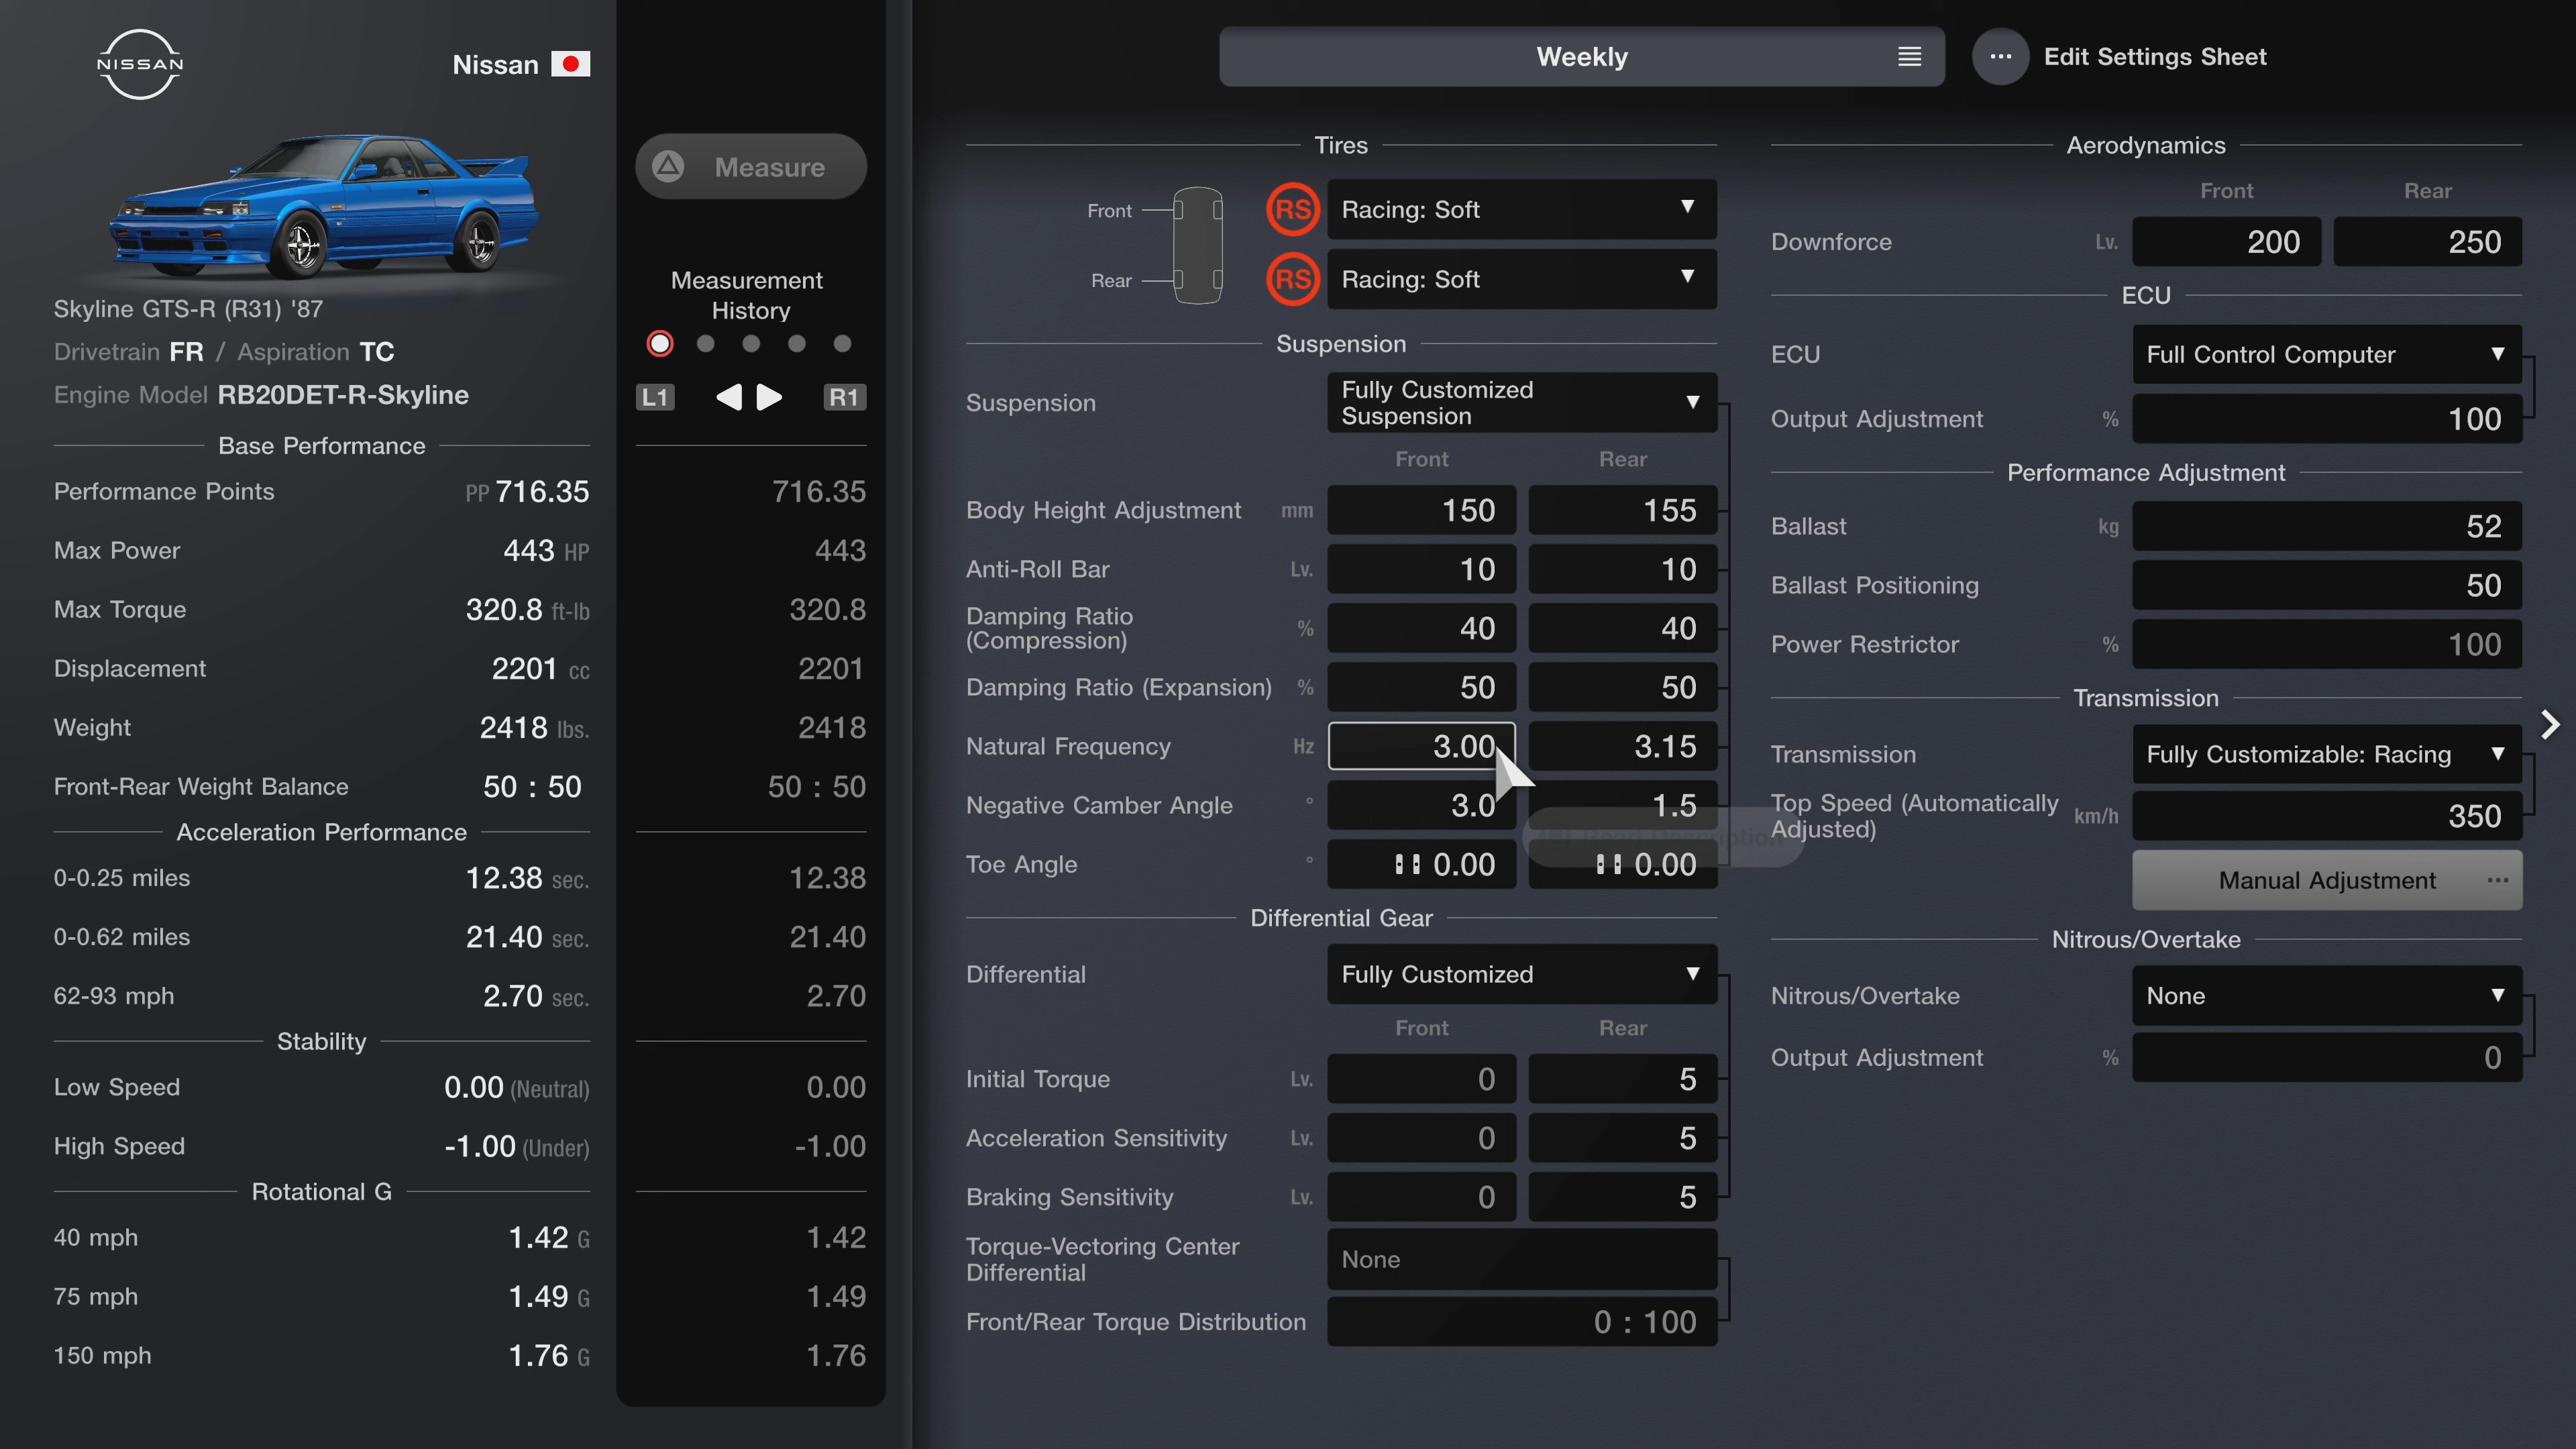 NISSAN
Nissan
Skyline GTS-R (R31) '87
Drivetrain FR / Aspiration TC
Engine Model RB20DET-R-Skyline
Base Performance
Performance Points PP 716.35
Max Power 443 HP
Max Torque 320.8 ft-lb
Displacement 2201 cc
Weight 2418 lbs.
Front-Rear Weight Balance 50 : 50
Acceleration Performance
0-0.25 miles 12.38 sec.
0-0.62 miles 21.40 sec.
62-93 mph 2.70 sec.
Stability
Low Speed 0.00 (Neutral)
High Speed -1.00 (Under)
Rotational G
40 mph 1.42 G
75 mph 1.49 G
150 mph 1.76 G
Measure
Measurement
History
L1 R1
716.35
443
320.8
2201
2418
50 : 50
12.38
21.40
2.70
0.00
-1.00
1.42
1.49
1.76
Weekly
Edit Settings Sheet
Tires
Front RS Racing: Soft
Rear RS Racing: Soft
Suspension
Suspension Fully Customized
Suspension
Front Rear
Body Height Adjustment mm 150 155
Anti-Roll Bar Lv. 10 10
Damping Ratio
(Compression) % 40 40
Damping Ratio (Expansion) % 50 50
Natural Frequency Hz 3.00 3.15
Negative Camber Angle ° 3.0 1.5
Read Description
Toe Angle ° 0.00 0.00
Differential Gear
Differential Fully Customized
Front Rear
Initial Torque Lv. 0 5
Acceleration Sensitivity Lv. 0 5
Braking Sensitivity Lv. 0 5
Torque-Vectoring Center
Differential None
Front/Rear Torque Distribution 0 : 100
Aerodynamics
Front Rear
Downforce Lv. 200 250
ECU
ECU Full Control Computer
Output Adjustment % 100
Performance Adjustment
Ballast kg 52
Ballast Positioning 50
Power Restrictor % 100
Transmission
Transmission Fully Customizable: Racing
Top Speed (Automatically
Adjusted) km/h 350
Manual Adjustment
Nitrous/Overtake
Nitrous/Overtake None
Output Adjustment % 0